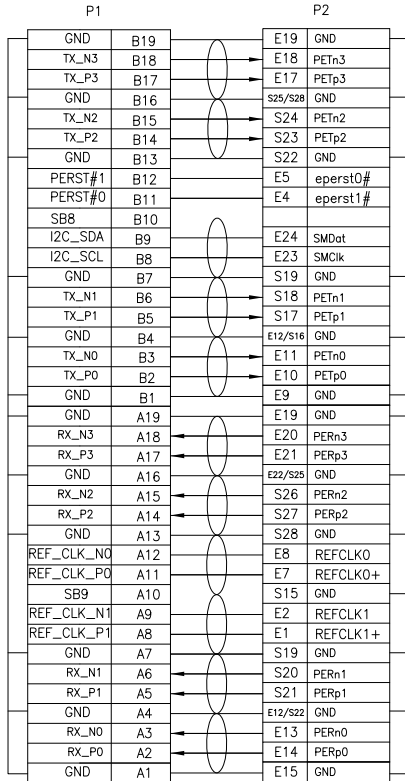 P1 P2
GND B19 E19 GND
TX_N3 B18 E18 PETn3
TX_P3 B17 E17 PETp3
GND B16 S25/S28 GND
TX_N2 B15 S24 PETn2
TX_P2 B14 S23 PETp2
GND B13 S22 GND
PERST#1 B12 E5 eperst0#
PERST#0 B11 E4 eperst1#
SB8 B10
I2C_SDA B9 E24 SMDat
I2C_SCL B8 E23 SMClk
GND B7 S19 GND
TX_N1 B6 S18 PETn1
TX_P1 B5 S17 PETp1
GND B4 E12/S16 GND
TX_N0 B3 E11 PETn0
TX_P0 B2 E10 PETp0
GND B1 E9 GND
GND A19 E19 GND
RX_N3 A18 E20 PERn3
RX_P3 A17 E21 PERp3
GND A16 E22/S25 GND
RX_N2 A15 S26 PERn2
RX_P2 A14 S27 PERp2
GND A13 S28 GND
REF_CLK_N0 A12 E8 REFCLK0
REF_CLK_P0 A11 E7 REFCLK0+
SB9 A10 S15 GND
REF_CLK_N1 A9 E2 REFCLK1
REF_CLK_P1 A8 E1 REFCLK1+
GND A7 S19 GND
RX_N1 A6 S20 PERn1
RX_P1 A5 S21 PERp1
GND A4 E12/S22 GND
RX_N0 A3 E13 PERn0
RX_P0 A2 E14 PERp0
GND A1 E15 GND